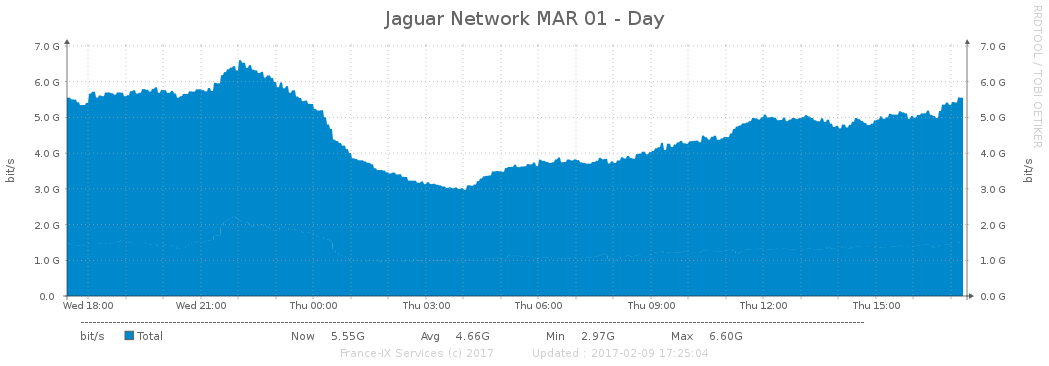 Jaguar Network MAR 01 - Day
RRDTOOL / TOBI OETIKER
7.0 G 7.0 G
6.0 G 6.0 G
5.0 G 5.0 G
4.0 G 4.0 G
3.0 G 3.0 G
2.0 G 2.0 G
1.0 G 1.0 G
0.0 0.0 G
bit/s
bit/s
Wed 18:00 Wed 21:00 Thu 00:00 Thu 03:00 Thu 06:00 Thu 09:00 Thu 12:00 Thu 15:00
bit/s Total Now 5.55G Avg 4.66G Min 2.97G Max 6.60G
France-IX Services (c) 2017 Updated : 2017-02-09 17:25:04